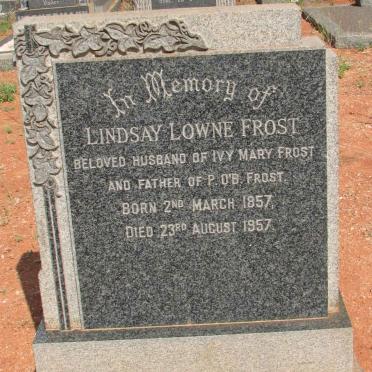 In Memory of
LINDSAY LOWNE FROST
BELOVED HUSBAND OF IVY MARY FROST
AND FATHER OF P. O'B. FROST.
BORN 2ND MARCH 1857.
DIED 23RD AUGUST 1957.